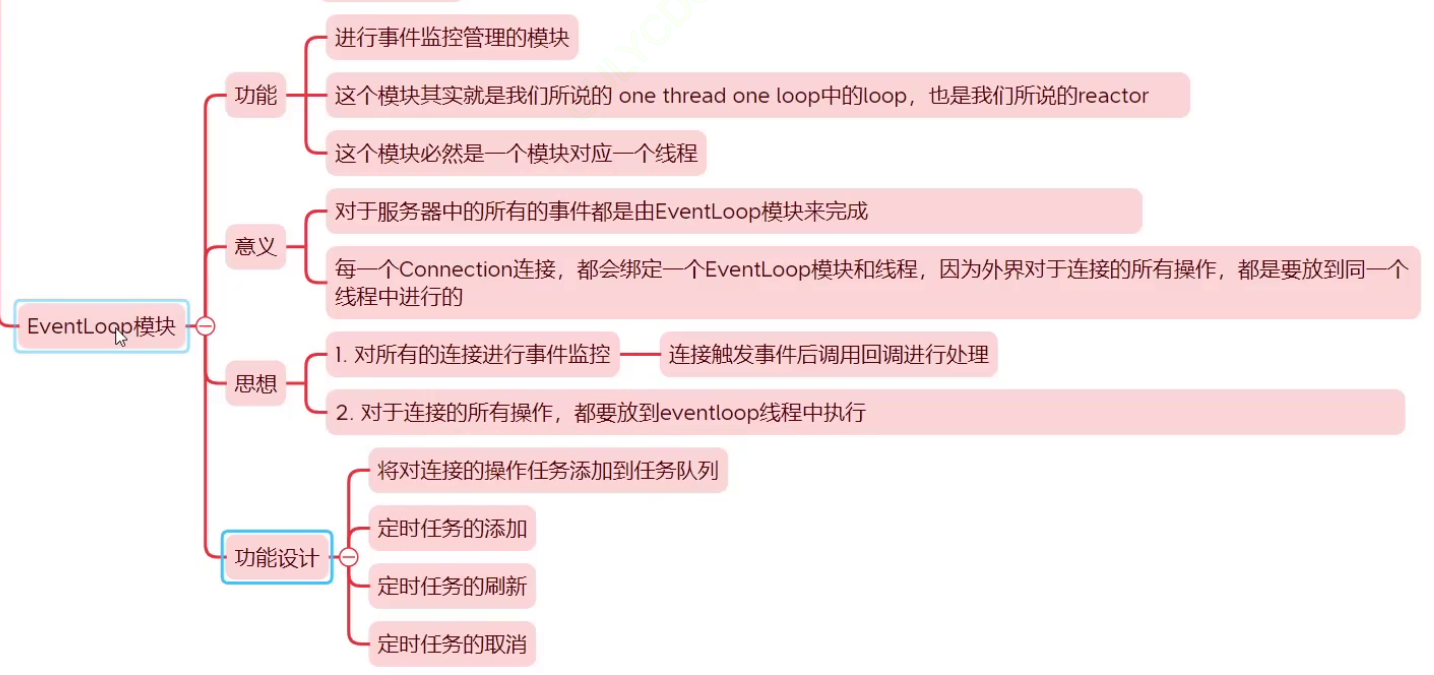 进行事件监控管理的模块
功能
这个模块其实就是我们所说的 one thread one loop中的loop，也是我们所说的reactor
这个模块必然是一个模块对应一个线程
对于服务器中的所有的事件都是由EventLoop模块来完成
意义
每一个Connection连接，都会绑定一个EventLoop模块和线程，因为外界对于连接的所有操作，都是要放到同一个
线程中进行的
EventLoop模块
1. 对所有的连接进行事件监控
连接触发事件后调用回调进行处理
思想
2. 对于连接的所有操作，都要放到eventloop线程中执行
将对连接的操作任务添加到任务队列
定时任务的添加
功能设计
定时任务的刷新
定时任务的取消